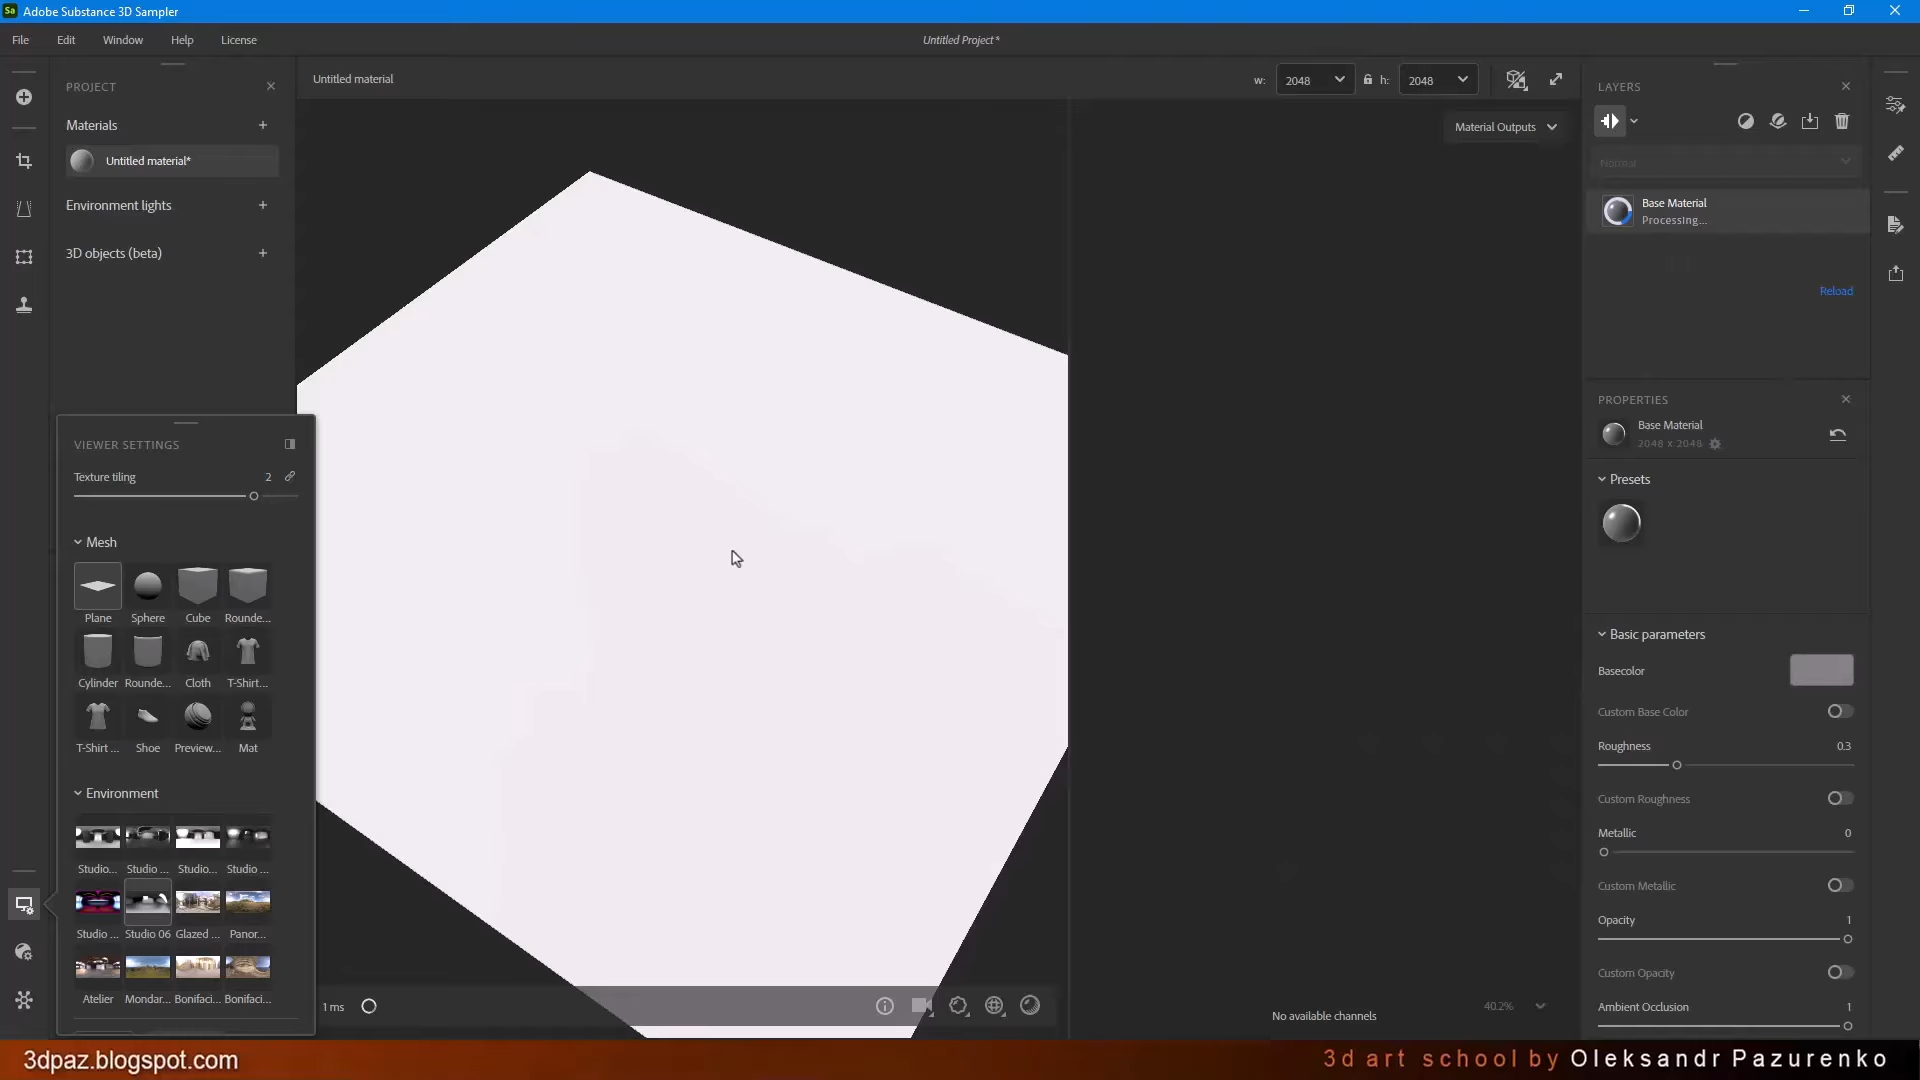 Sa Adobe Substance 3D Sampler
File Edit Window Help License
Untitled Project*
PROJECT
Materials
Untitled material*
Environment lights
3D objects (beta)
Untitled material
w: 2048 h: 2048
Material Outputs
LAYERS
Normal
Base Material
Processing...
Reload
PROPERTIES
Base Material
2048 x 2048
Presets
Basic parameters
Basecolor
Custom Base Color
Roughness 0.3
Custom Roughness
Metallic 0
Custom Metallic
Opacity 1
Custom Opacity
Ambient Occlusion 1
VIEWER SETTINGS
Texture tiling 2
Mesh
Plane Sphere Cube Rounde...
Cylinder Rounde... Cloth T-Shirt...
T-Shirt ... Shoe Preview... Mat
Environment
Studio... Studio ... Studio... Studio ...
Studio ... Studio 06 Glazed ... Panor...
Atelier Mondar... Bonifaci... Bonifaci...
1 ms
No available channels
40.2%
3dpaz.blogspot.com
3d art school by Oleksandr Pazurenko